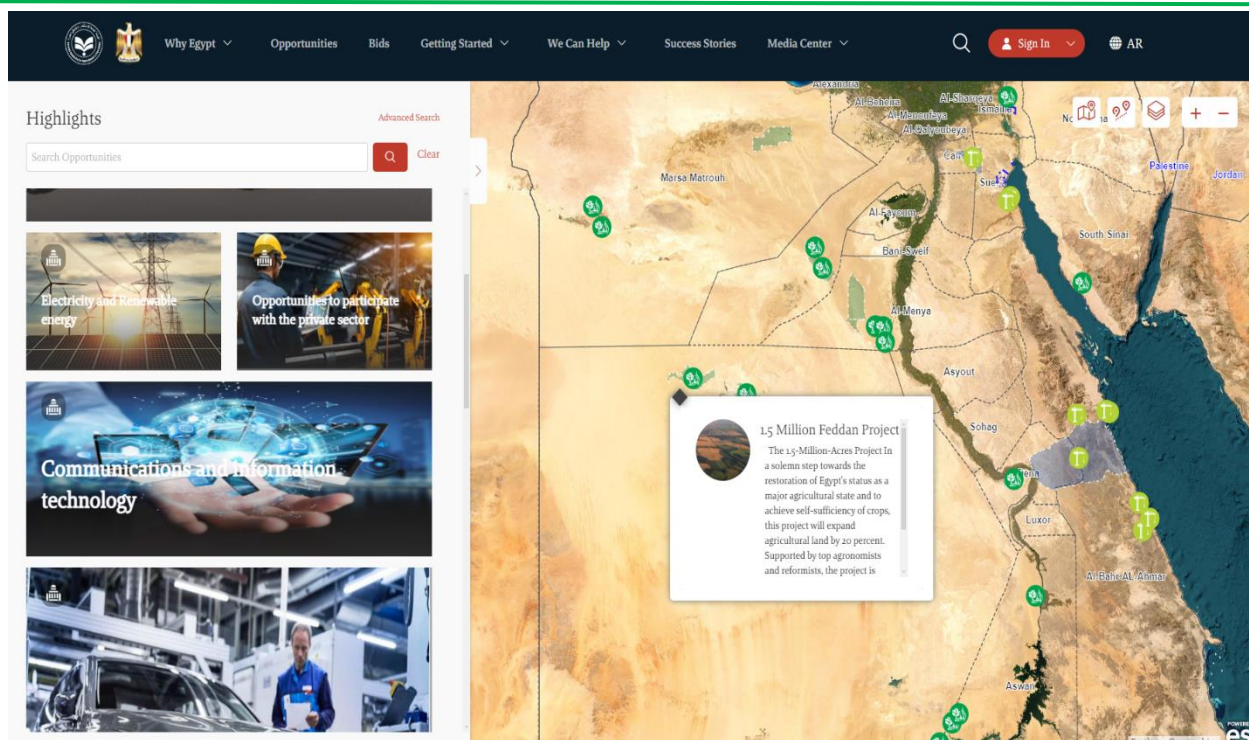 Why Egypt
Opportunities
Bids
Getting Started
We Can Help
Success Stories
Media Center
Sign In
AR
Highlights
Advanced Search
Search Opportunities
Clear
Electricity and Renewable
energy
Opportunities to participate
with the private sector
Communications and information
technology
Alexandria
Al-Baheira
Al-Sharqeya
Al-Menoufeya
Al-Qalyoubeya
Marsa Matrouh
Palestine
Jordan
South Sinai
Al-Fayoum
Bani-Sweif
Al-Menya
Asyout
Sohag
1.5 Million Feddan Project
The 1.5-Million-Acres Project In
a solemn step towards the
restoration of Egypt's status as a
major agricultural state and to
achieve self-sufficiency of crops,
this project will expand
agricultural land by 20 percent.
Supported by top agronomists
and reformists, the project is
Luxor
Al-Bahr-AL-Ahmar
Aswan